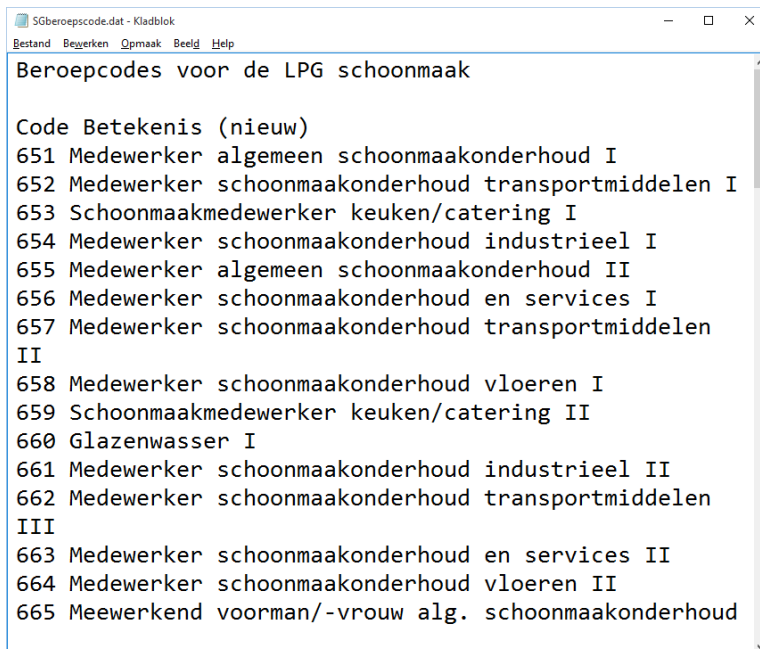 SGberoepscode.dat - Kladblok
Bestand Bewerken Opmaak Beeld Help
Beroepcodes voor de LPG schoonmaak
Code Betekenis (nieuw)
651 Medewerker algemeen schoonmaakonderhoud I
652 Medewerker schoonmaakonderhoud transportmiddelen I
653 Schoonmaakmedewerker keuken/catering I
654 Medewerker schoonmaakonderhoud industrieel I
655 Medewerker algemeen schoonmaakonderhoud II
656 Medewerker schoonmaakonderhoud en services I
657 Medewerker schoonmaakonderhoud transportmiddelen
II
658 Medewerker schoonmaakonderhoud vloeren I
659 Schoonmaakmedewerker keuken/catering II
660 Glazenwasser I
661 Medewerker schoonmaakonderhoud industrieel II
662 Medewerker schoonmaakonderhoud transportmiddelen
III
663 Medewerker schoonmaakonderhoud en services II
664 Medewerker schoonmaakonderhoud vloeren II
665 Meewerkend voorman/-vrouw alg. schoonmaakonderhoud